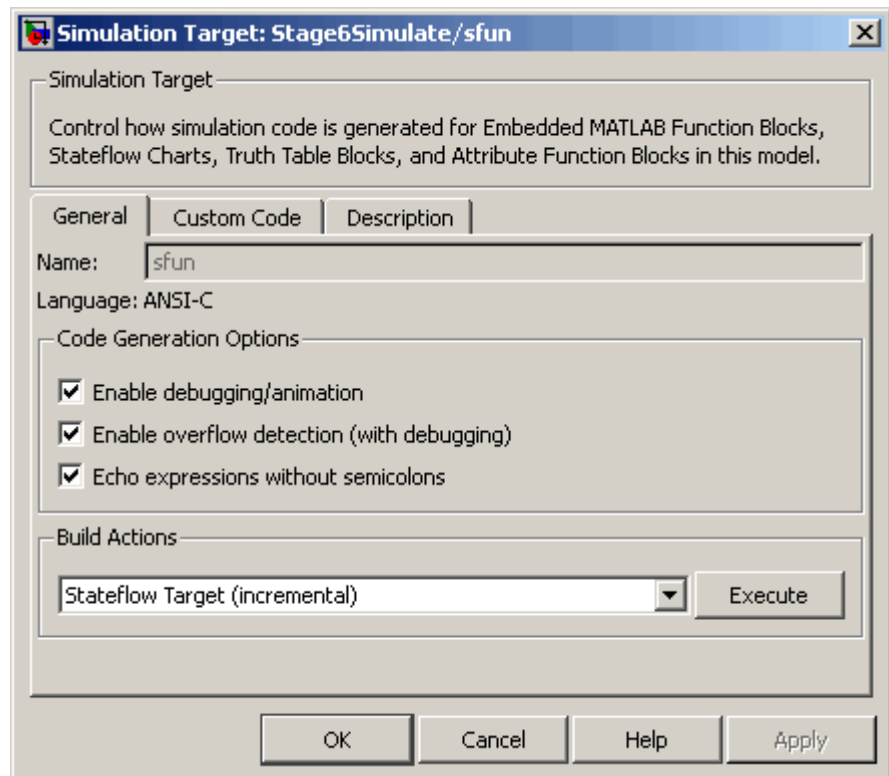 Simulation Target: Stage6Simulate/sfun
Simulation Target
Control how simulation code is generated for Embedded MATLAB Function Blocks,
Stateflow Charts, Truth Table Blocks, and Attribute Function Blocks in this model.
General Custom Code Description
Name: sfun
Language: ANSI-C
Code Generation Options
Enable debugging/animation
Enable overflow detection (with debugging)
Echo expressions without semicolons
Build Actions
Stateflow Target (incremental) Execute
OK Cancel Help Apply